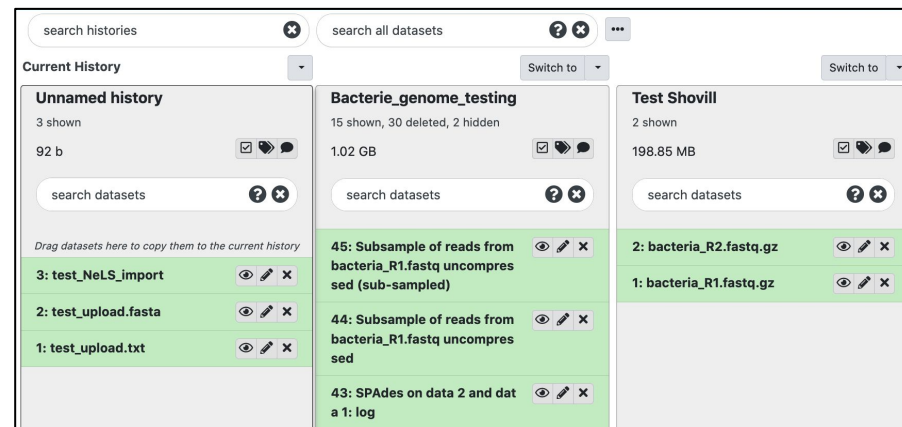 search histories
search all datasets
Current History
Switch to
Switch to
Unnamed history
3 shown
92 b
search datasets
Drag datasets here to copy them to the current history
3: test_NeLS_import
2: test_upload.fasta
1: test_upload.txt
Bacterie_genome_testing
15 shown, 30 deleted, 2 hidden
1.02 GB
search datasets
45: Subsample of reads from
bacteria_R1.fastq uncompres
sed (sub-sampled)
44: Subsample of reads from
bacteria_R1.fastq uncompres
sed
43: SPAdes on data 2 and dat
a 1: log
Test Shovill
2 shown
198.85 MB
search datasets
2: bacteria_R2.fastq.gz
1: bacteria_R1.fastq.gz